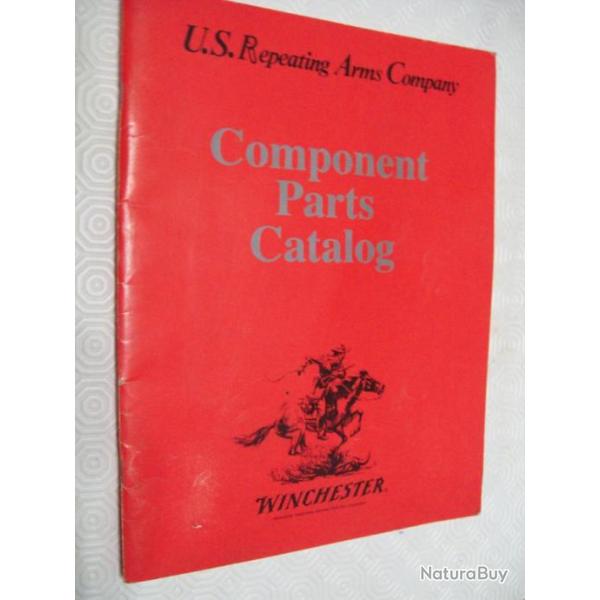 U.S. Repeating Arms Company
Component
Parts
Catalog
WINCHESTER
NaturaBuy